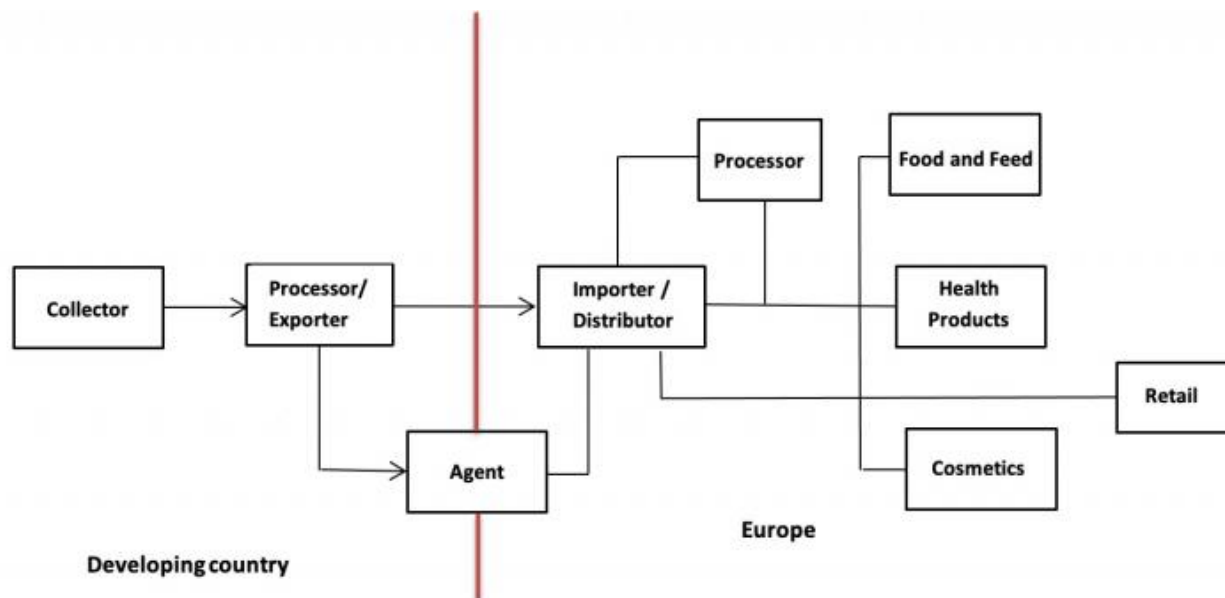 Processor
Food and Feed
Collector
Processor/
Exporter
Importer /
Distributor
Health
Products
Retail
Agent
Cosmetics
Europe
Developing country